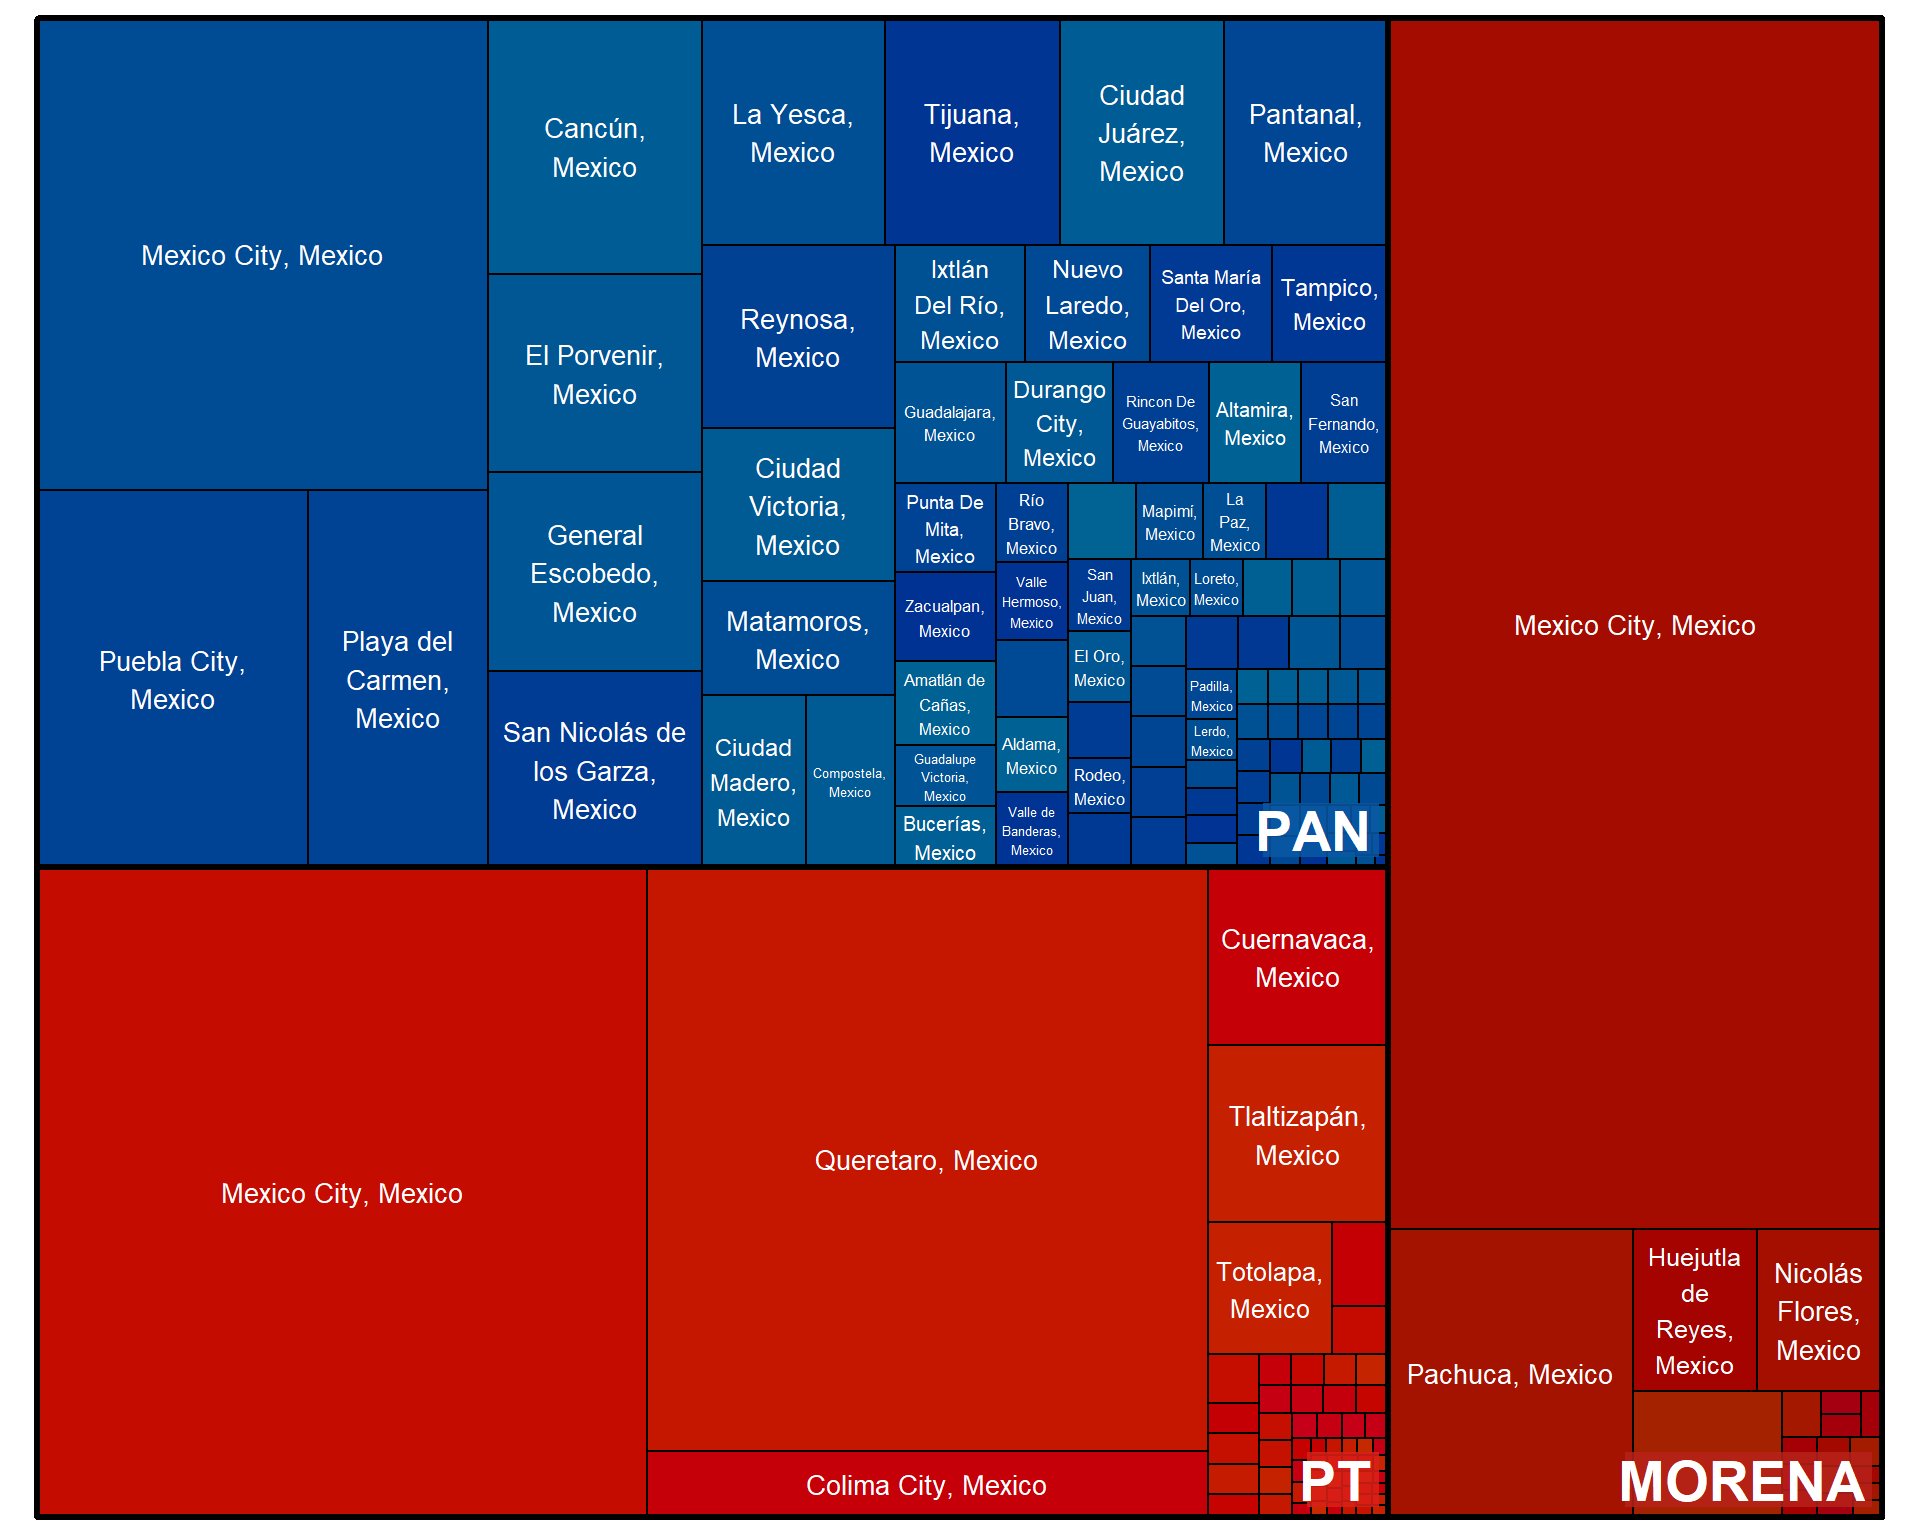 Mexico City, Mexico
Cancún,
Mexico
La Yesca,
Mexico
Tijuana,
Mexico
Ciudad
Juárez,
Mexico
Pantanal,
Mexico
El Porvenir,
Mexico
Reynosa,
Mexico
Ixtlán
Del Río,
Mexico
Nuevo
Laredo,
Mexico
Santa María
Del Oro,
Mexico
Tampico,
Mexico
Guadalajara,
Mexico
Durango
City,
Mexico
Rincon De
Guayabitos,
Mexico
Altamira,
Mexico
San
Fernando,
Mexico
Puebla City,
Mexico
Playa del
Carmen,
Mexico
General
Escobedo,
Mexico
San Nicolás de
los Garza,
Mexico
Ciudad
Victoria,
Mexico
Matamoros,
Mexico
Ciudad
Madero,
Mexico
Compostela,
Mexico
Punta De
Mita,
Mexico
Zacualpan,
Mexico
Amatlán de
Cañas,
Mexico
Guadalupe
Victoria,
Mexico
Bucerías,
Mexico
Río
Bravo,
Mexico
Valle
Hermoso,
Mexico
Aldama,
Mexico
Valle de
Banderas,
Mexico
Mapimí,
Mexico
La
Paz,
Mexico
San
Juan,
Mexico
El Oro,
Mexico
Rodeo,
Mexico
Ixtlán,
Mexico
Loreto,
Mexico
Padilla,
Mexico
Lerdo,
Mexico
PAN
Mexico City, Mexico
Queretaro, Mexico
Colima City, Mexico
Cuernavaca,
Mexico
Tlaltizapán,
Mexico
Totolapa,
Mexico
PT
Mexico City, Mexico
Pachuca, Mexico
Huejutla
de
Reyes,
Mexico
Nicolás
Flores,
Mexico
MORENA